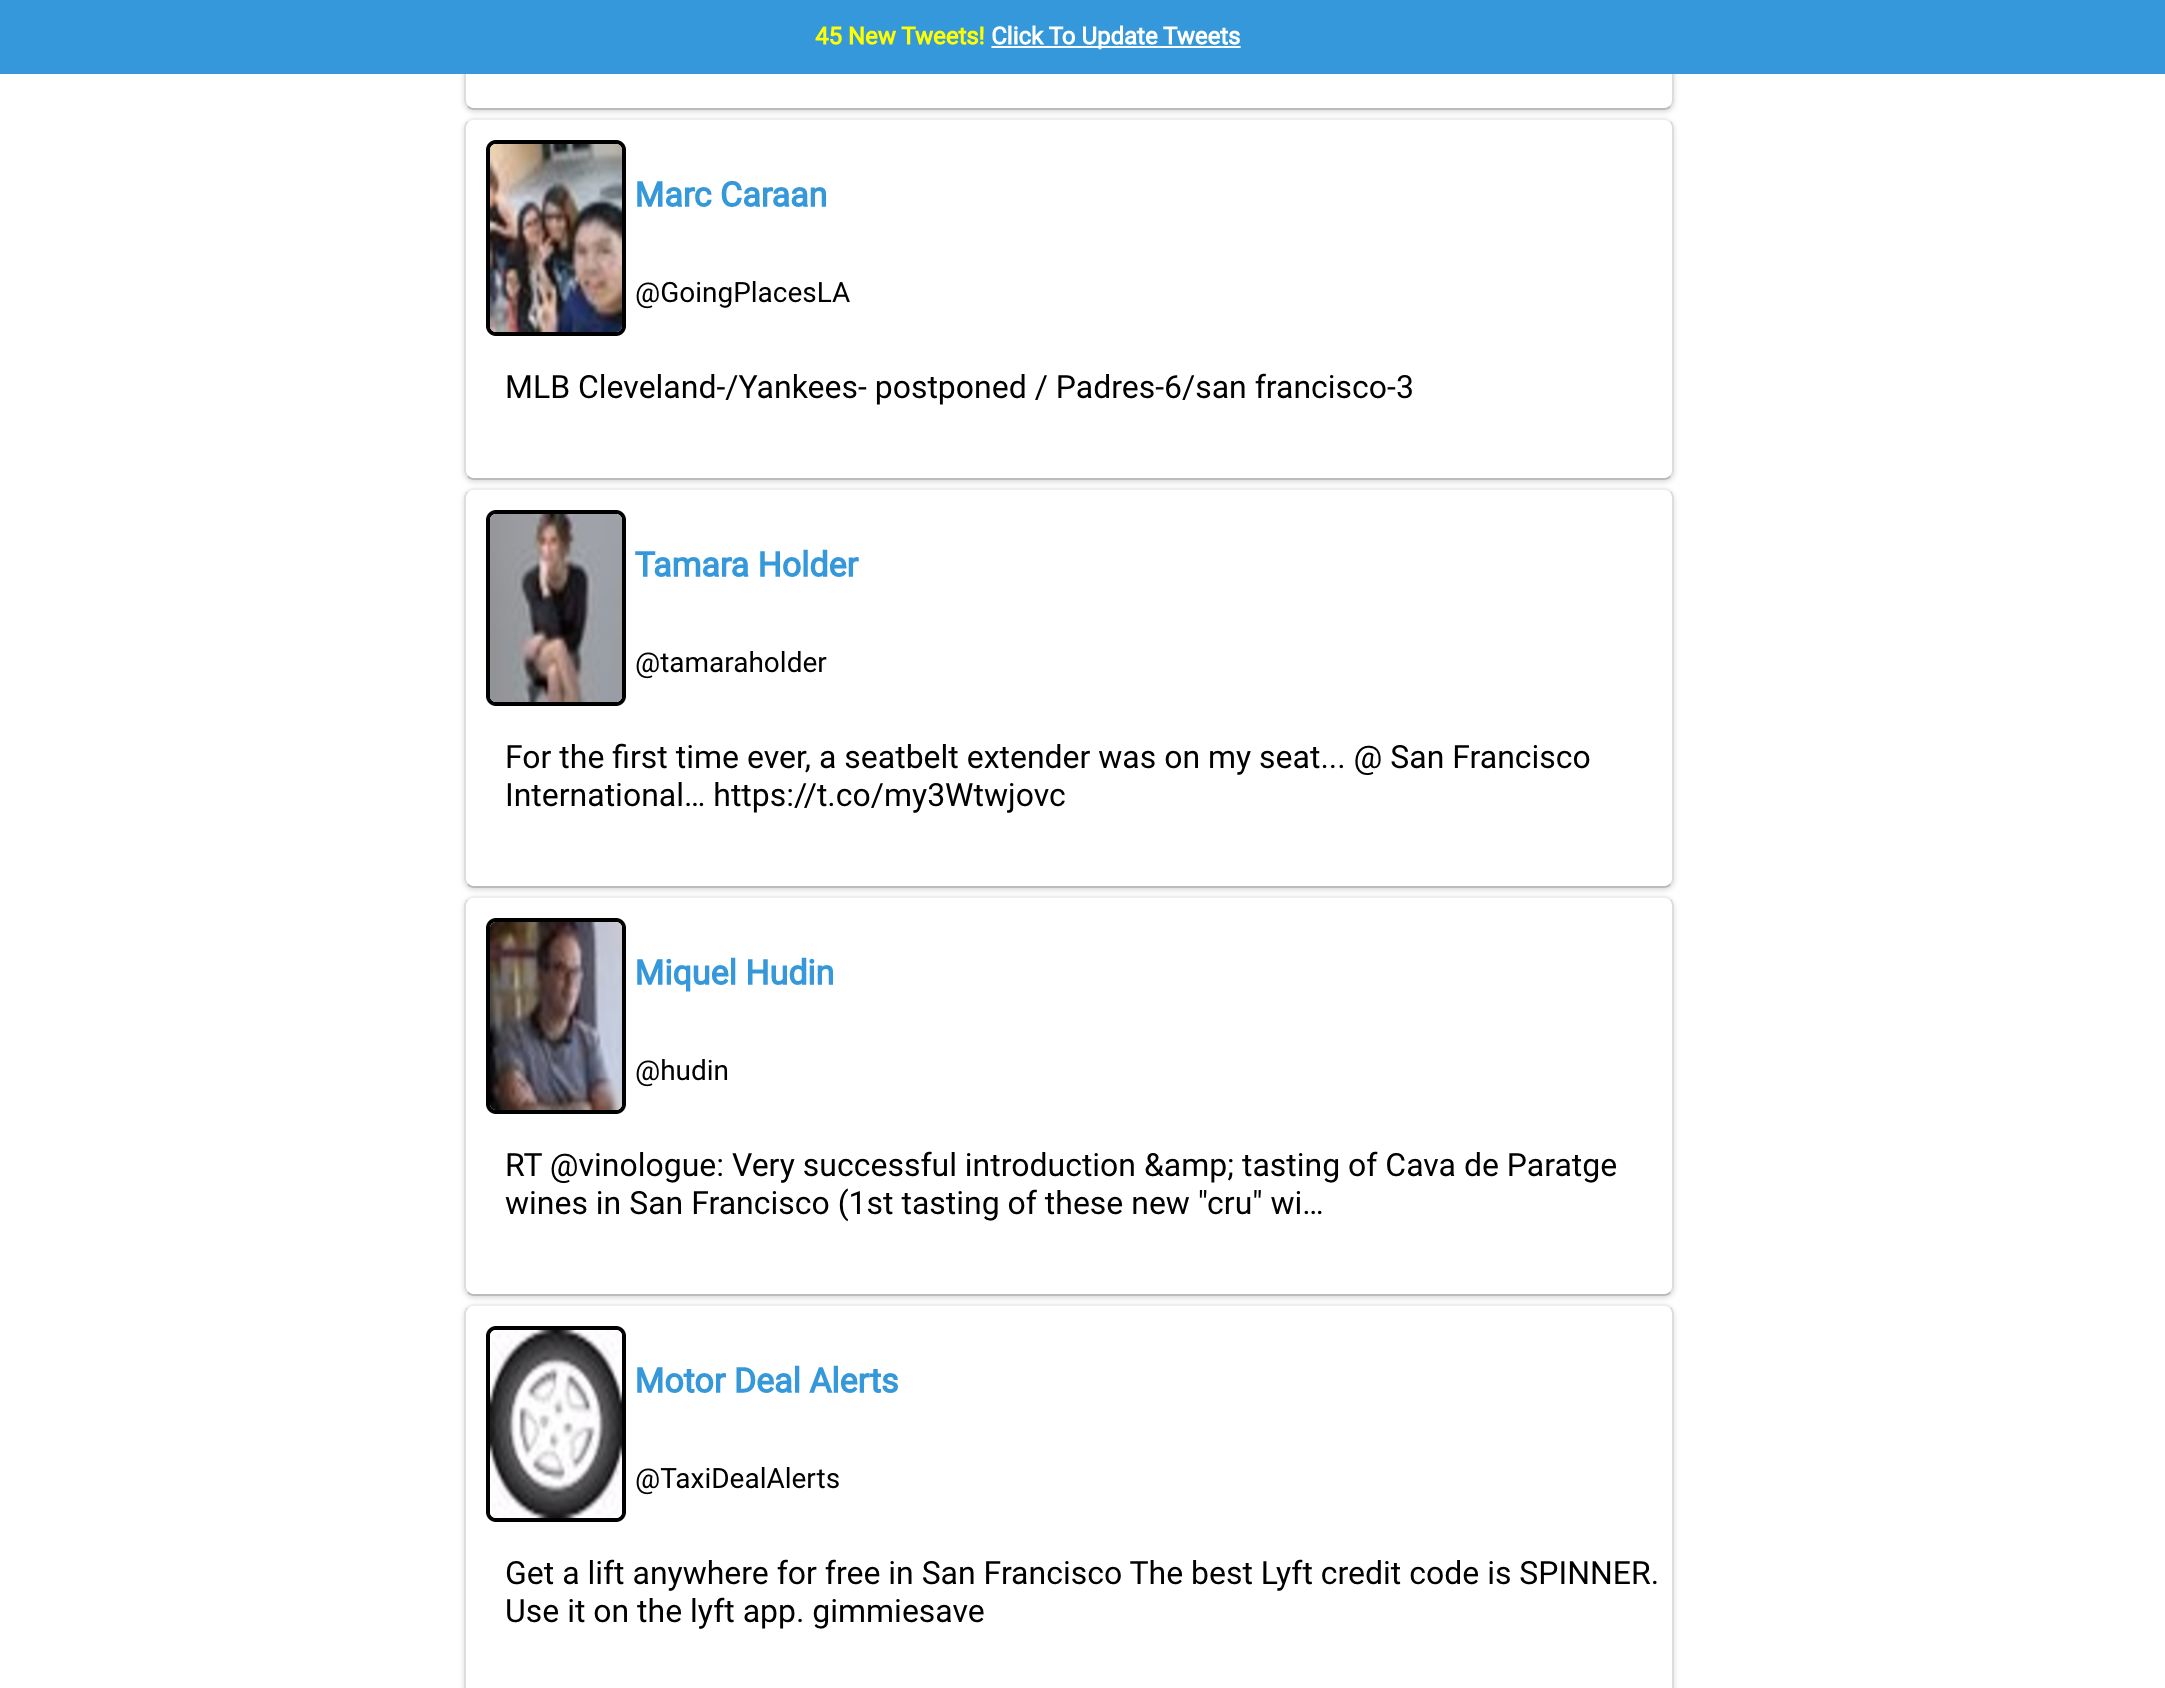 45 New Tweets! Click To Update Tweets
Marc Caraan
@GoingPlacesLA
MLB Cleveland-/Yankees- postponed / Padres-6/san francisco-3
Tamara Holder
@tamaraholder
For the first time ever, a seatbelt extender was on my seat... @ San Francisco
International… https://t.co/my3Wtwjovc
Miquel Hudin
@hudin
RT @vinologue: Very successful introduction &amp; tasting of Cava de Paratge
wines in San Francisco (1st tasting of these new "cru" wi…
Motor Deal Alerts
@TaxiDealAlerts
Get a lift anywhere for free in San Francisco The best Lyft credit code is SPINNER.
Use it on the lyft app. gimmiesave